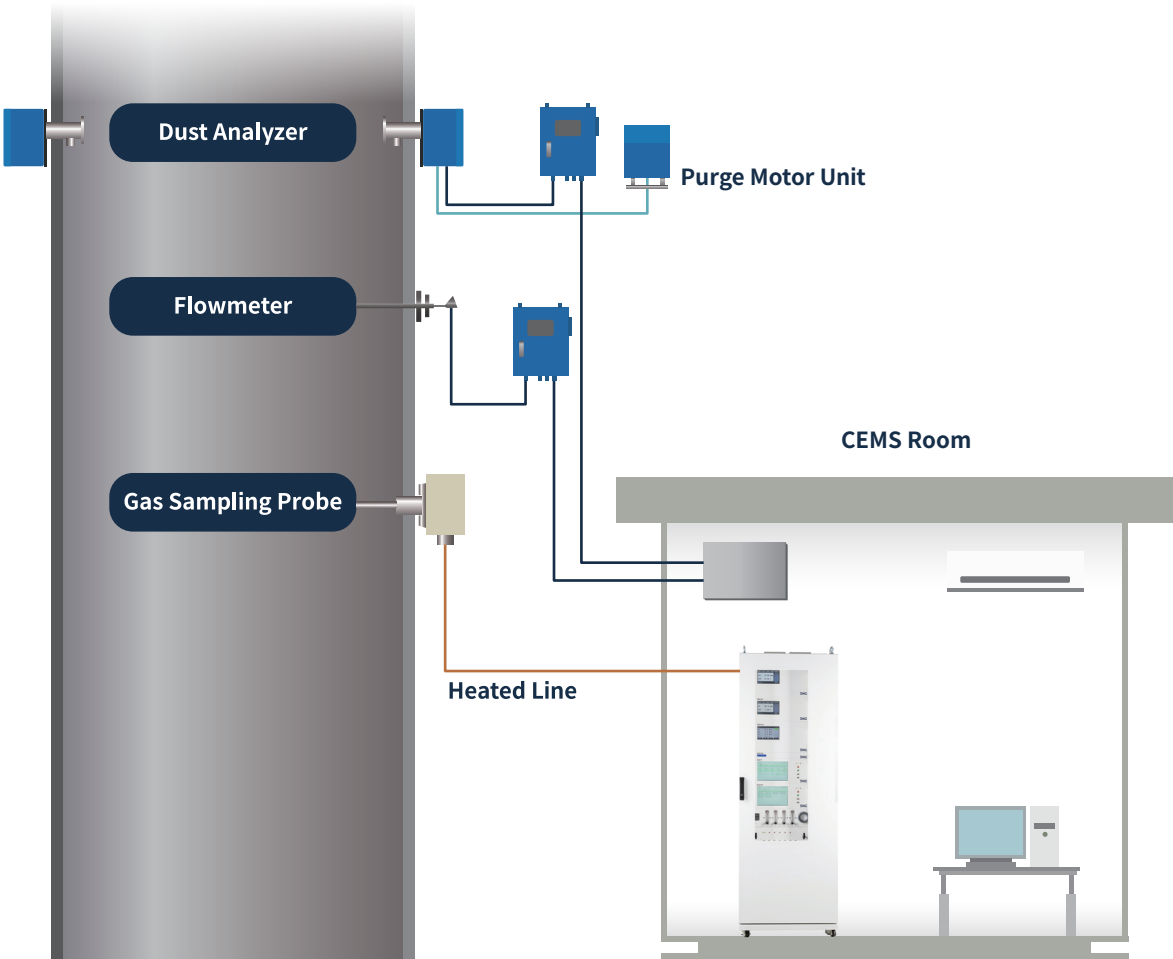 Dust Analyzer
Purge Motor Unit
Flowmeter
CEMS Room
Gas Sampling Probe
Heated Line